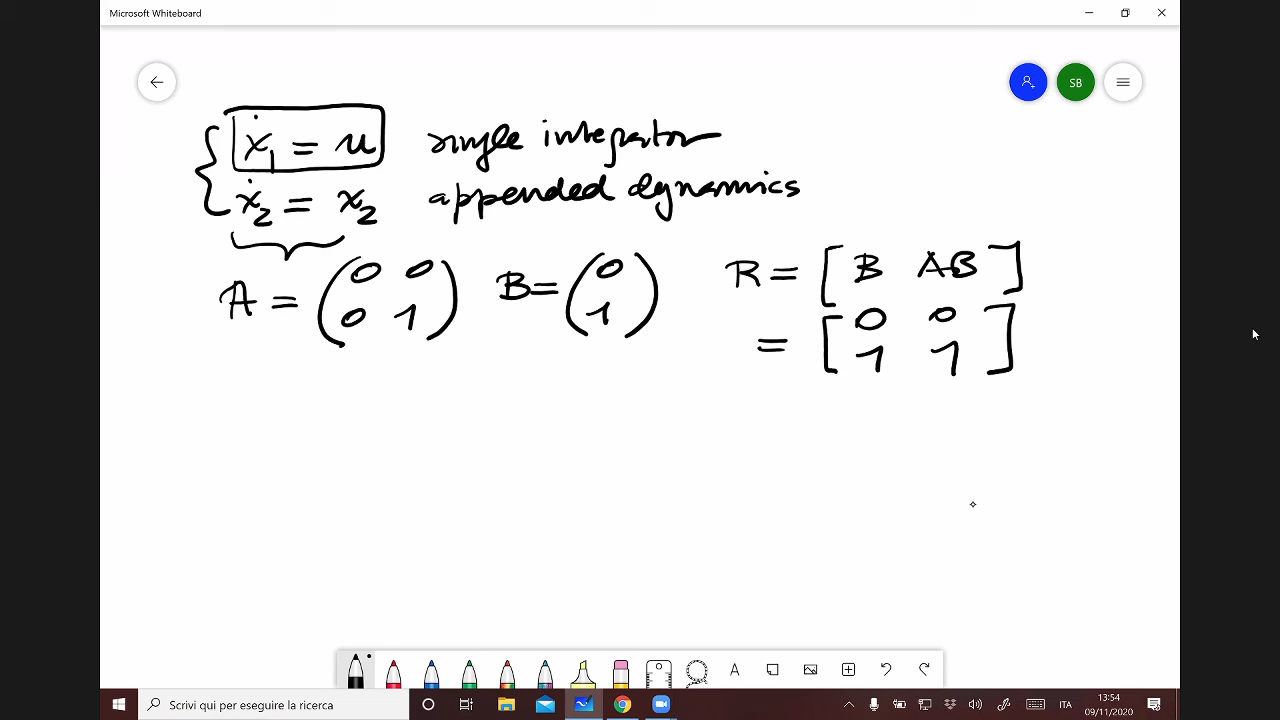 Microsoft Whiteboard
SB
ẋ₁ = u single integrator
ẋ₂ = x₂ appended dynamics
A = (0 0; 0 1) B = (0; 1) R = [B AB]
= [0 0; 1 1]
A
Scrivi qui per eseguire la ricerca
ITA
13:54
09/11/2020